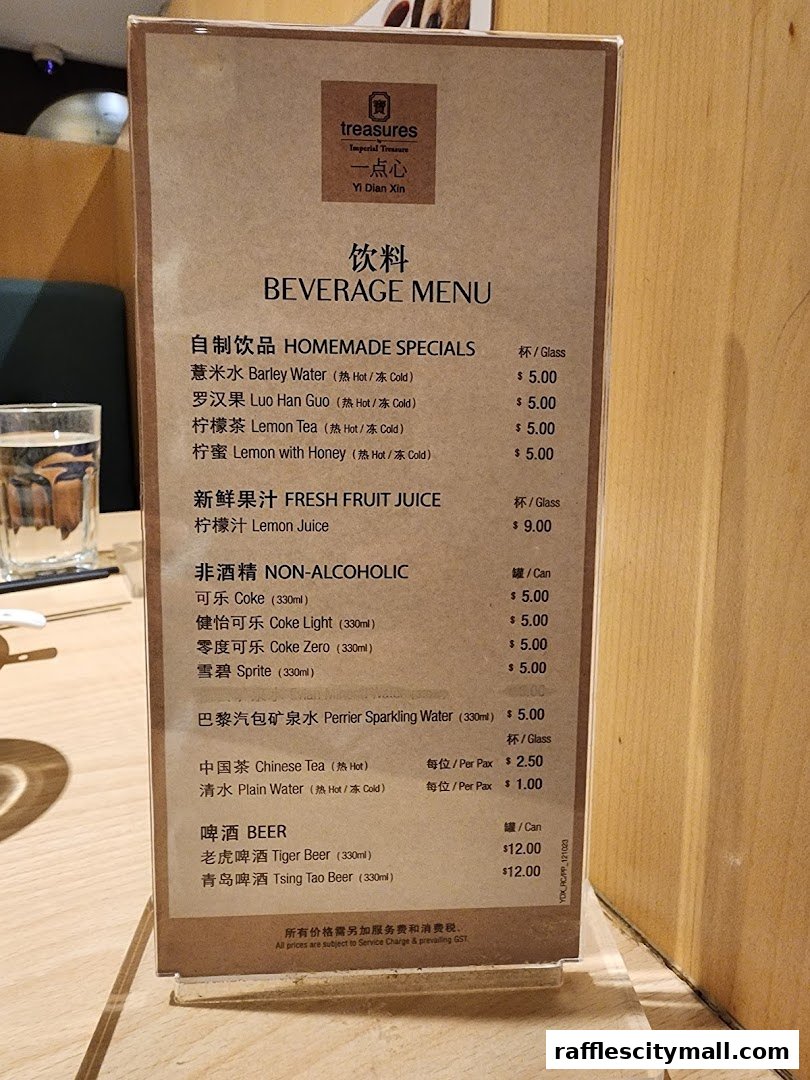 寶
treasures
by
Imperial Treasure
一点心
Yi Dian Xin
饮料
BEVERAGE MENU
自制饮品 HOMEMADE SPECIALS 杯 / Glass
薏米水 Barley Water (热 Hot / 冻 Cold) $ 5.00
罗汉果 Luo Han Guo (热 Hot / 冻 Cold) $ 5.00
柠檬茶 Lemon Tea (热 Hot / 冻 Cold) $ 5.00
柠蜜 Lemon with Honey (热 Hot / 冻 Cold) $ 5.00
新鲜果汁 FRESH FRUIT JUICE 杯 / Glass
柠檬汁 Lemon Juice $ 9.00
非酒精 NON-ALCOHOLIC 罐 / Can
可乐 Coke (330ml) $ 5.00
健怡可乐 Coke Light (330ml) $ 5.00
零度可乐 Coke Zero (330ml) $ 5.00
雪碧 Sprite (330ml) $ 5.00
巴黎汽包矿泉水 Perrier Sparkling Water (330ml) $ 5.00
杯 / Glass
中国茶 Chinese Tea (热 Hot) 每位 / Per Pax $ 2.50
清水 Plain Water (热 Hot / 冻 Cold) 每位 / Per Pax $ 1.00
啤酒 BEER 罐 / Can
老虎啤酒 Tiger Beer (330ml) $12.00
青岛啤酒 Tsing Tao Beer (330ml) $12.00
YDX_RC/PP_121023
所有价格需另加服务费和消费税.
All prices are subject to Service Charge & prevailing GST.
rafflescitymall.com